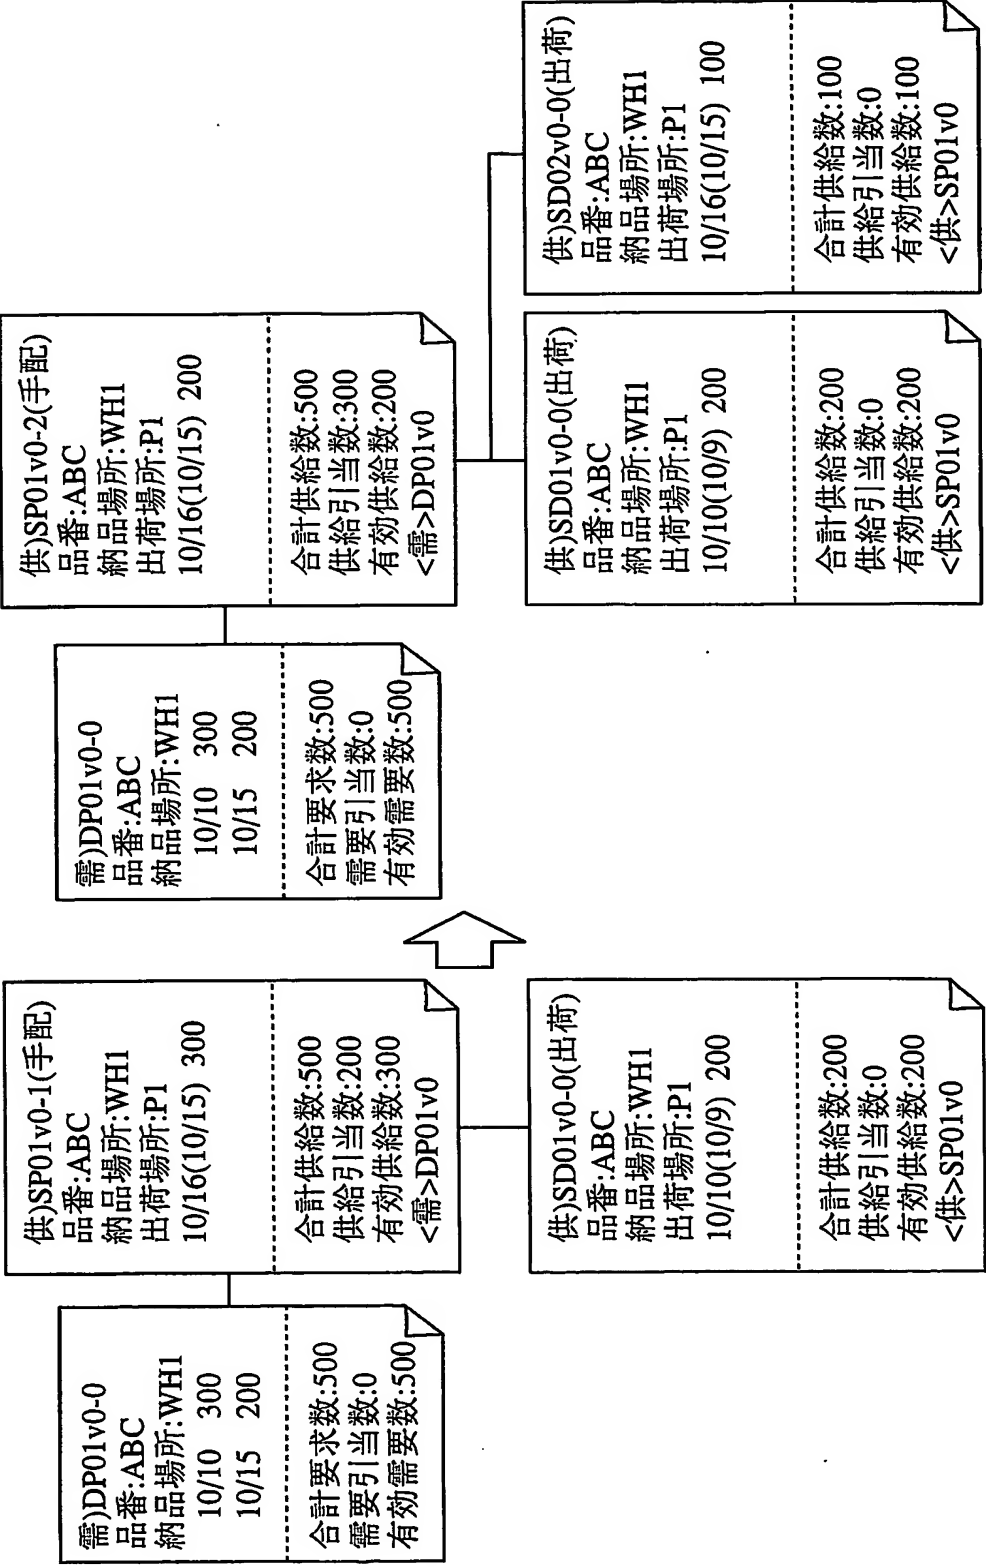 需)DP01v0-0
品番:ABC
納品場所:WH1
10/10 300
10/15 200
合計要求数:500
需要引当数:0
有効需要数:500
供)SP01v0-1(手配)
品番:ABC
納品場所:WH1
出荷場所:P1
10/16(10/15) 300
合計供給数:500
供給引当数:200
有効供給数:300
<需>DP01v0
供)SD01v0-0(出荷)
品番:ABC
納品場所:WH1
出荷場所:P1
10/10(10/9) 200
合計供給数:200
供給引当数:0
有効供給数:200
<供>SP01v0
需)DP01v0-0
品番:ABC
納品場所:WH1
10/10 300
10/15 200
合計要求数:500
需要引当数:0
有効需要数:500
供)SP01v0-2(手配)
品番:ABC
納品場所:WH1
出荷場所:P1
10/16(10/15) 200
合計供給数:500
供給引当数:300
有効供給数:200
<需>DP01v0
供)SD01v0-0(出荷)
品番:ABC
納品場所:WH1
出荷場所:P1
10/10(10/9) 200
合計供給数:200
供給引当数:0
有効供給数:200
<供>SP01v0
供)SD02v0-0(出荷)
品番:ABC
納品場所:WH1
出荷場所:P1
10/16(10/15) 100
合計供給数:100
供給引当数:0
有効供給数:100
<供>SP01v0